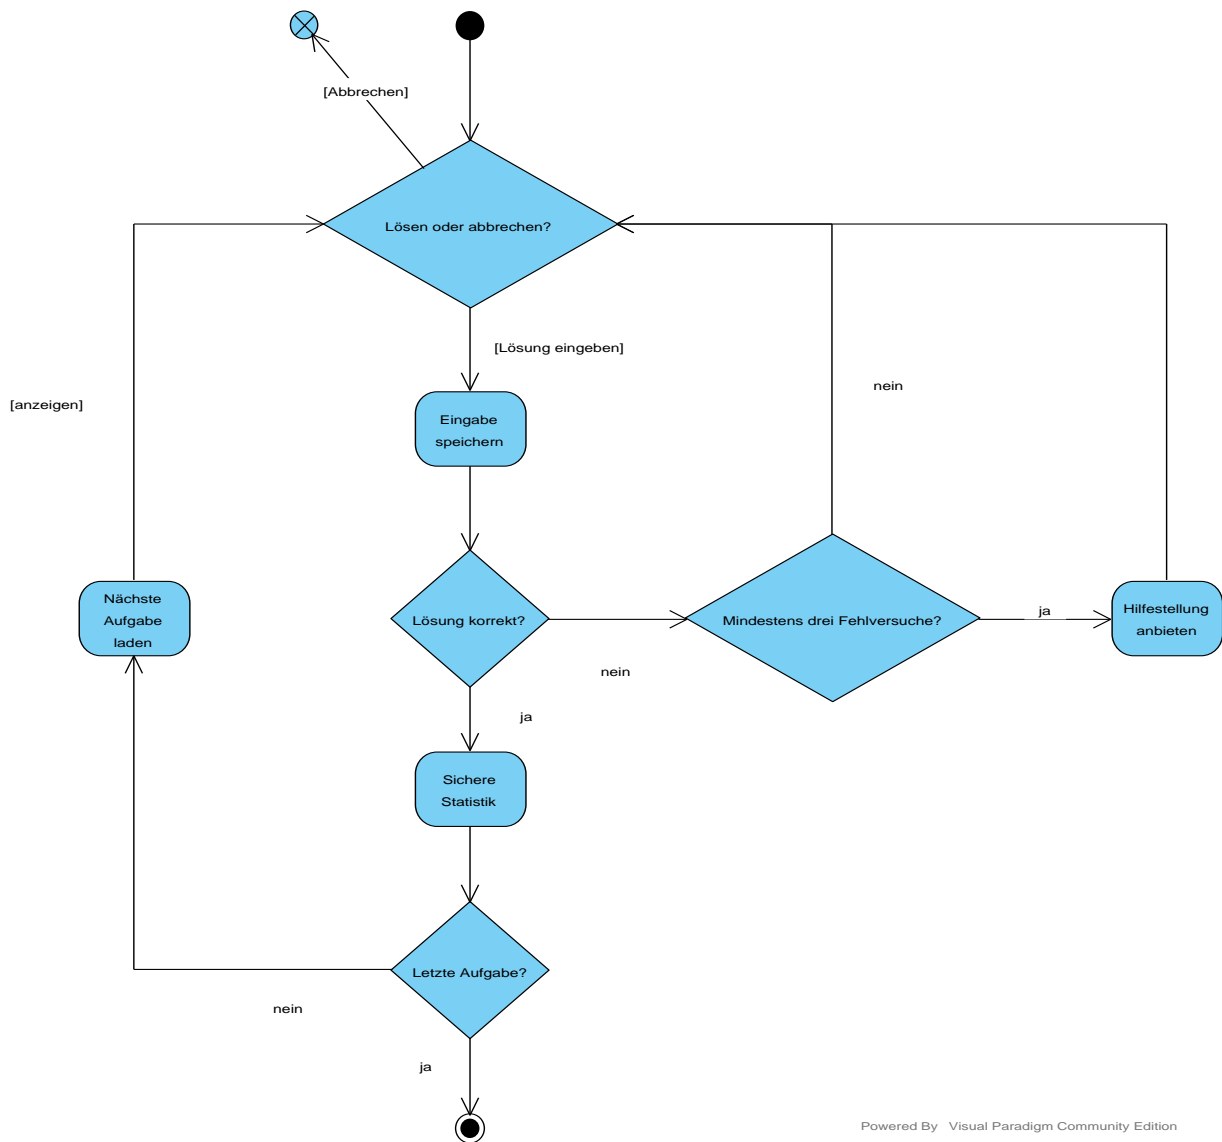 [Abbrechen]
Lösen oder abbrechen?
[Lösung eingeben]
nein
[anzeigen]
Eingabe
speichern
Nächste
Aufgabe
laden
Lösung korrekt?
Mindestens drei Fehlversuche?
ja
Hilfestellung
anbieten
nein
ja
Sichere
Statistik
Letzte Aufgabe?
nein
ja
Powered By Visual Paradigm Community Edition